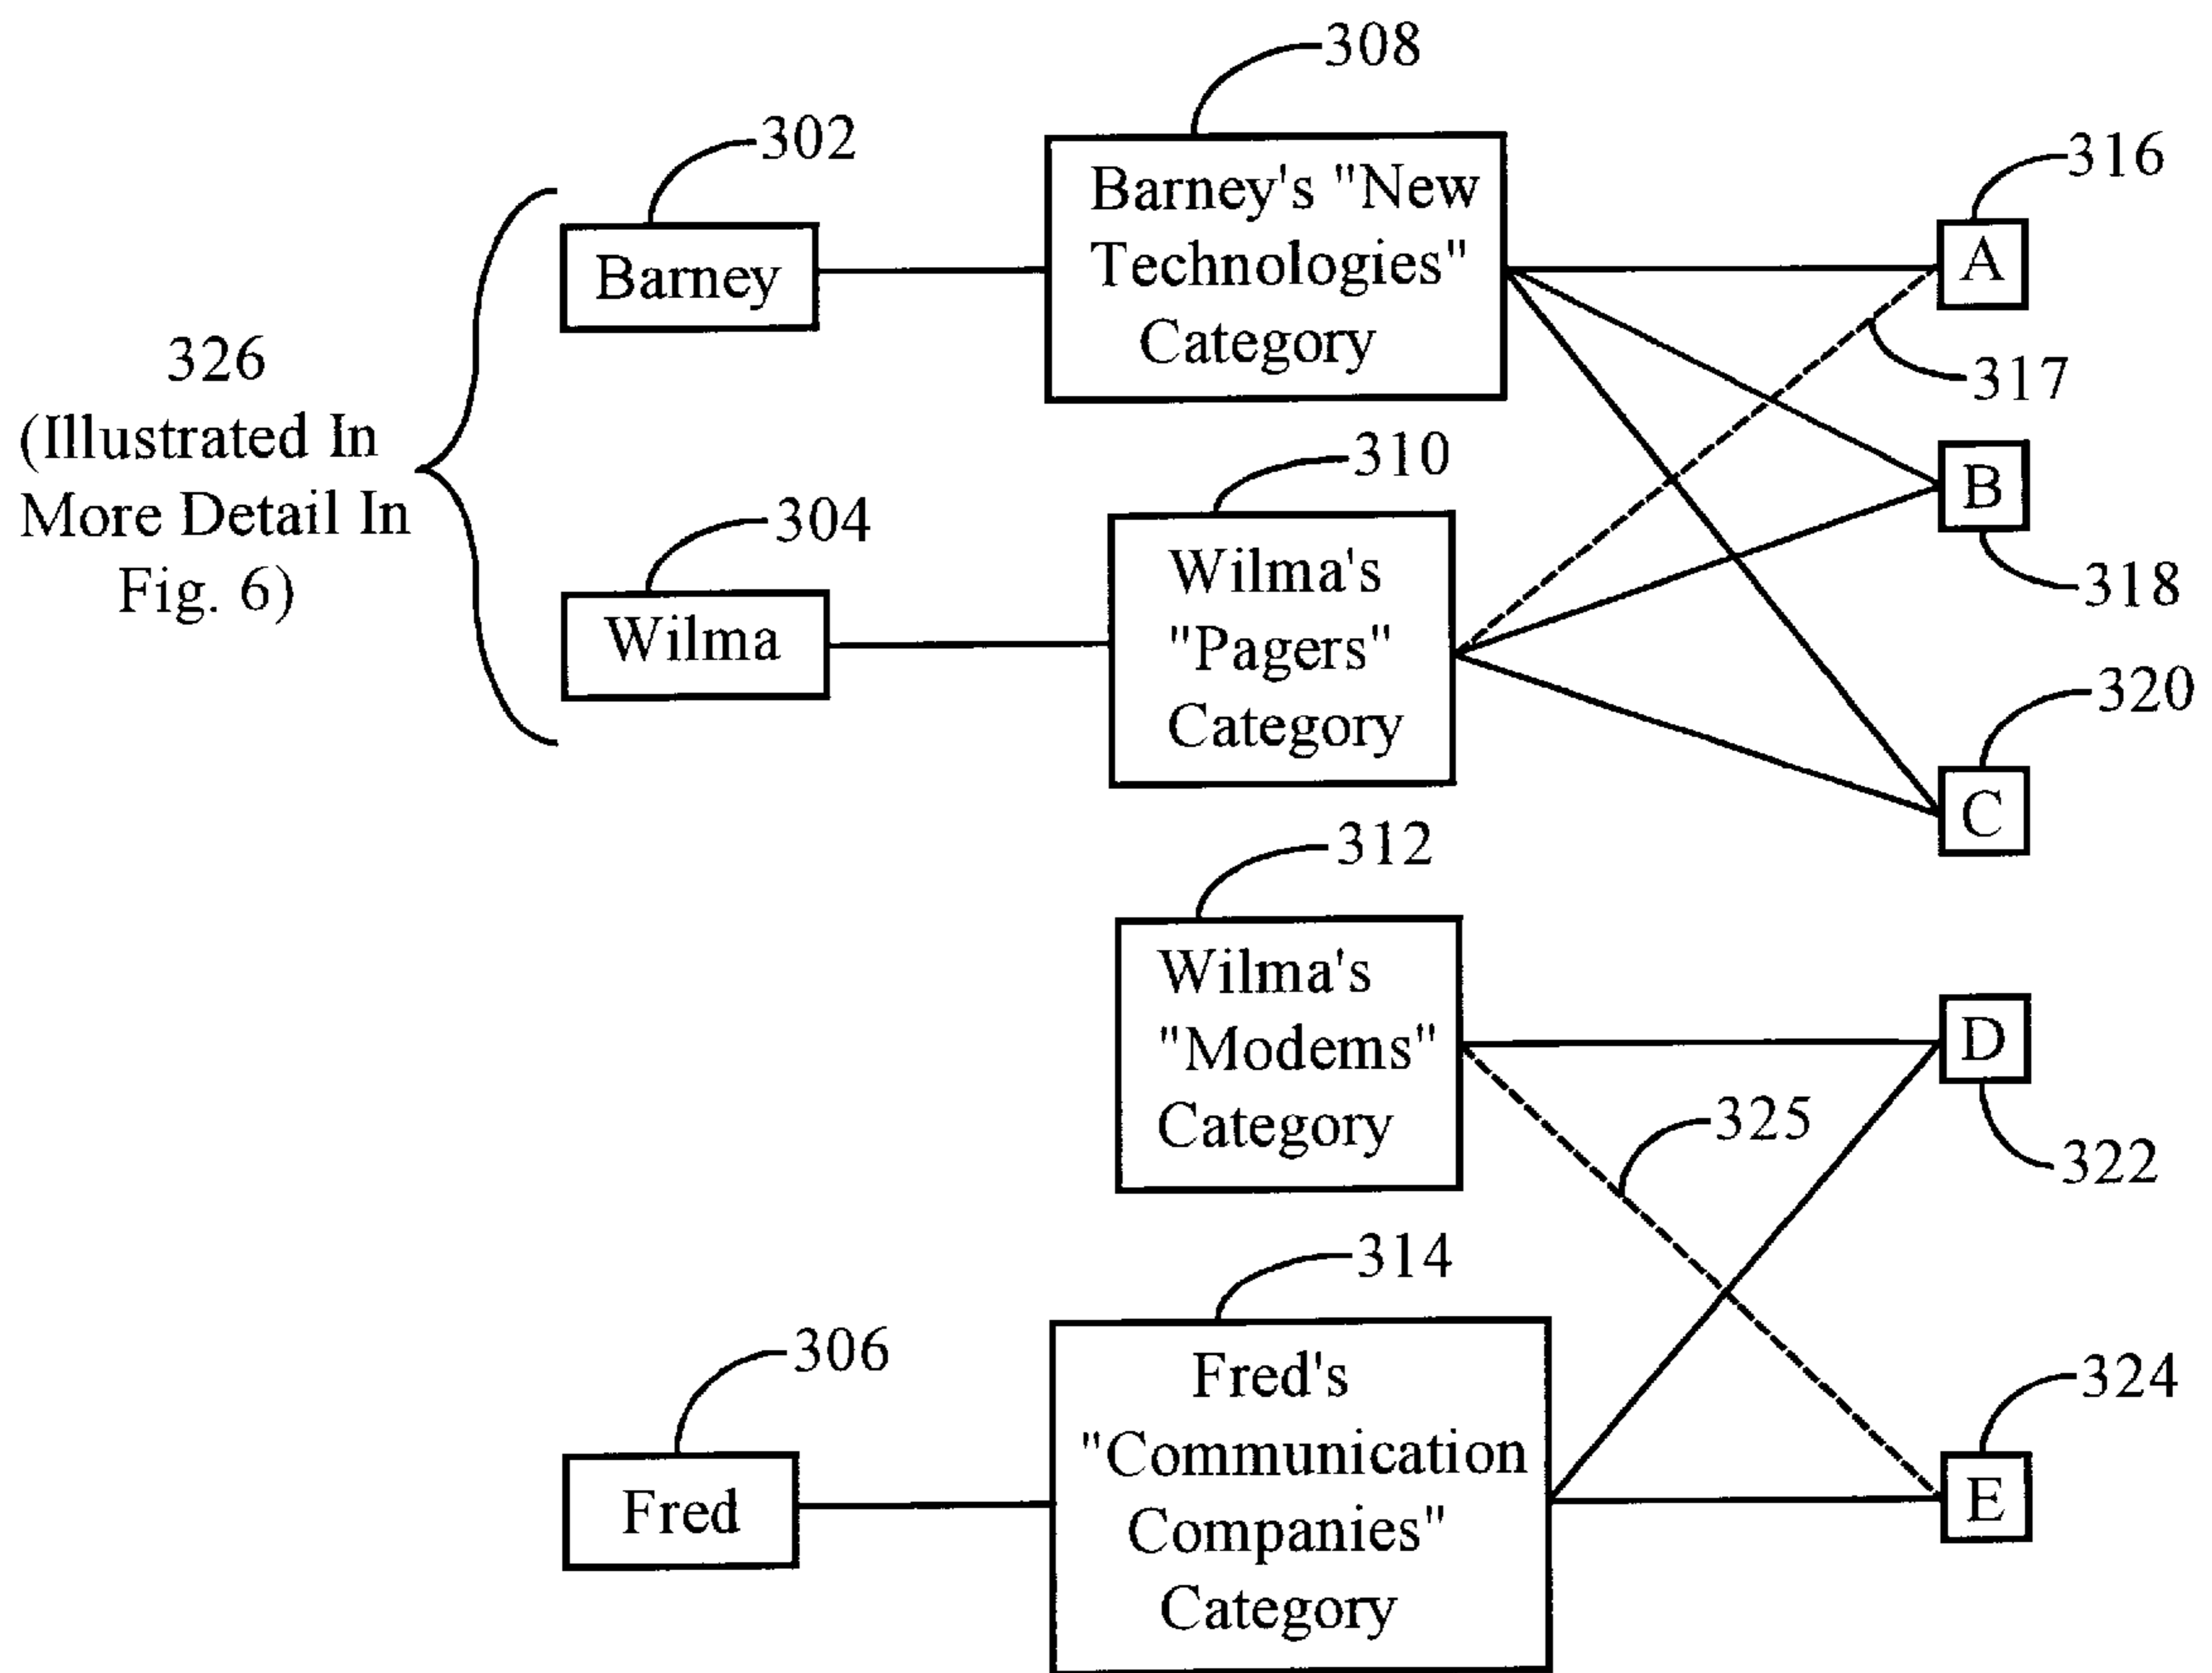 308
302
Barney's "New
Technologies"
Category
316
A
Barney
317
326
(Illustrated In
More Detail In
Fig. 6)
310
B
318
304
Wilma's
"Pagers"
Category
Wilma
320
C
312
Wilma's
"Modems"
Category
D
322
325
314
306
Fred's
"Communication
Companies"
Category
324
E
Fred